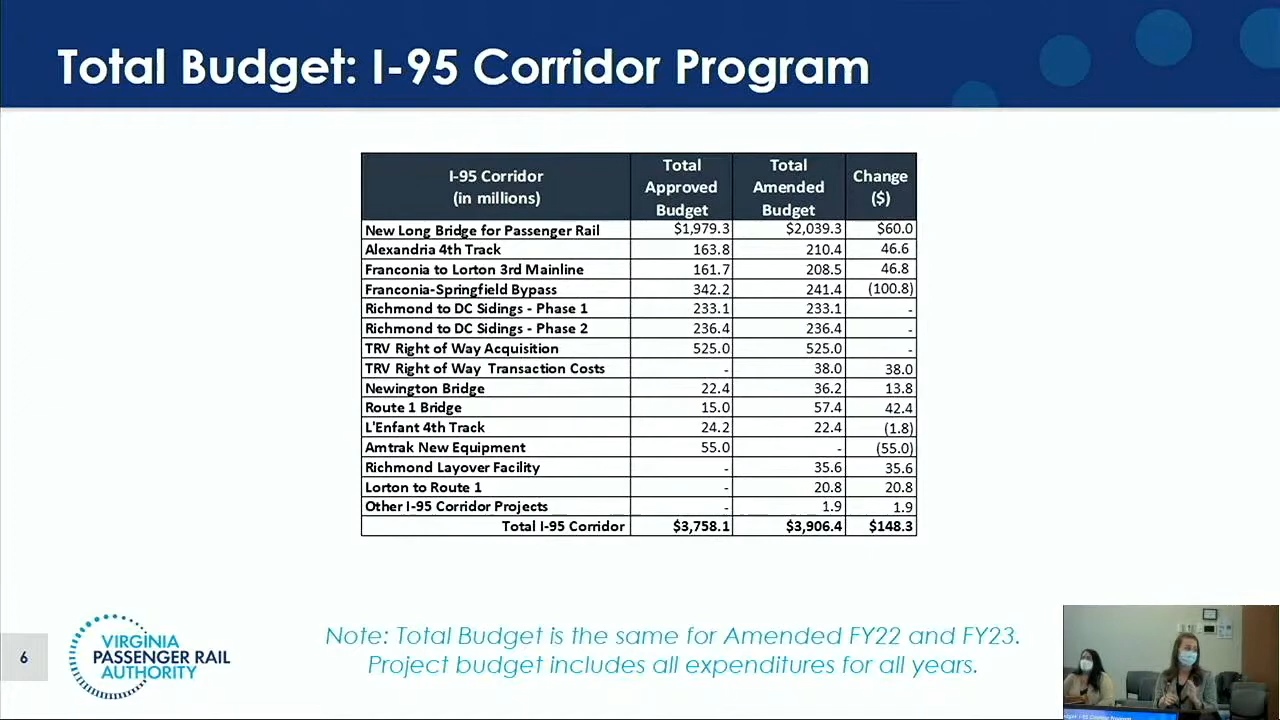 Total Budget: I-95 Corridor Program
I-95 Corridor (in millions) Total Approved Budget Total Amended Budget Change ($)
New Long Bridge for Passenger Rail $1,979.3 $2,039.3 $60.0
Alexandria 4th Track 163.8 210.4 46.6
Franconia to Lorton 3rd Mainline 161.7 208.5 46.8
Franconia-Springfield Bypass 342.2 241.4 (100.8)
Richmond to DC Sidings - Phase 1 233.1 233.1 -
Richmond to DC Sidings - Phase 2 236.4 236.4 -
TRV Right of Way Acquisition 525.0 525.0 -
TRV Right of Way Transaction Costs - 38.0 38.0
Newington Bridge 22.4 36.2 13.8
Route 1 Bridge 15.0 57.4 42.4
L'Enfant 4th Track 24.2 22.4 (1.8)
Amtrak New Equipment 55.0 - (55.0)
Richmond Layover Facility - 35.6 35.6
Lorton to Route 1 - 20.8 20.8
Other I-95 Corridor Projects - 1.9 1.9
Total I-95 Corridor $3,758.1 $3,906.4 $148.3
Note: Total Budget is the same for Amended FY22 and FY23.
Project budget includes all expenditures for all years.
6
VIRGINIA
PASSENGER RAIL
AUTHORITY